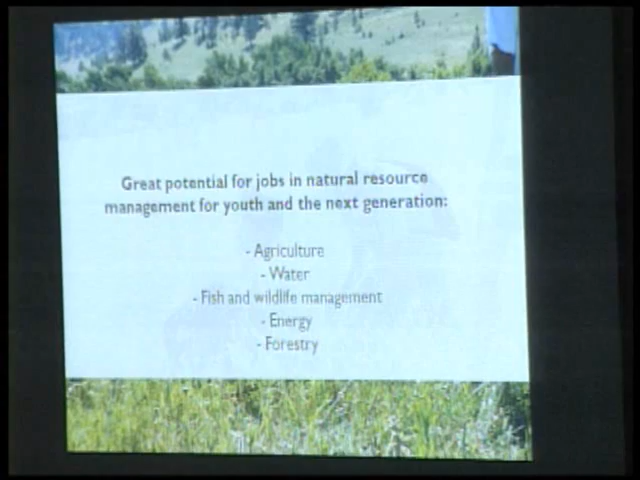 Great potential for jobs in natural resource
management for youth and the next generation:
- Agriculture
- Water
- Fish and wildlife management
- Energy
- Forestry